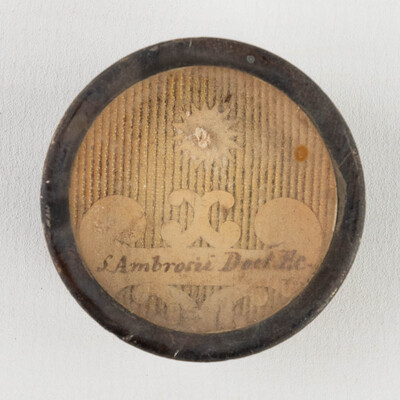 S. Ambrosii Doct. Ec